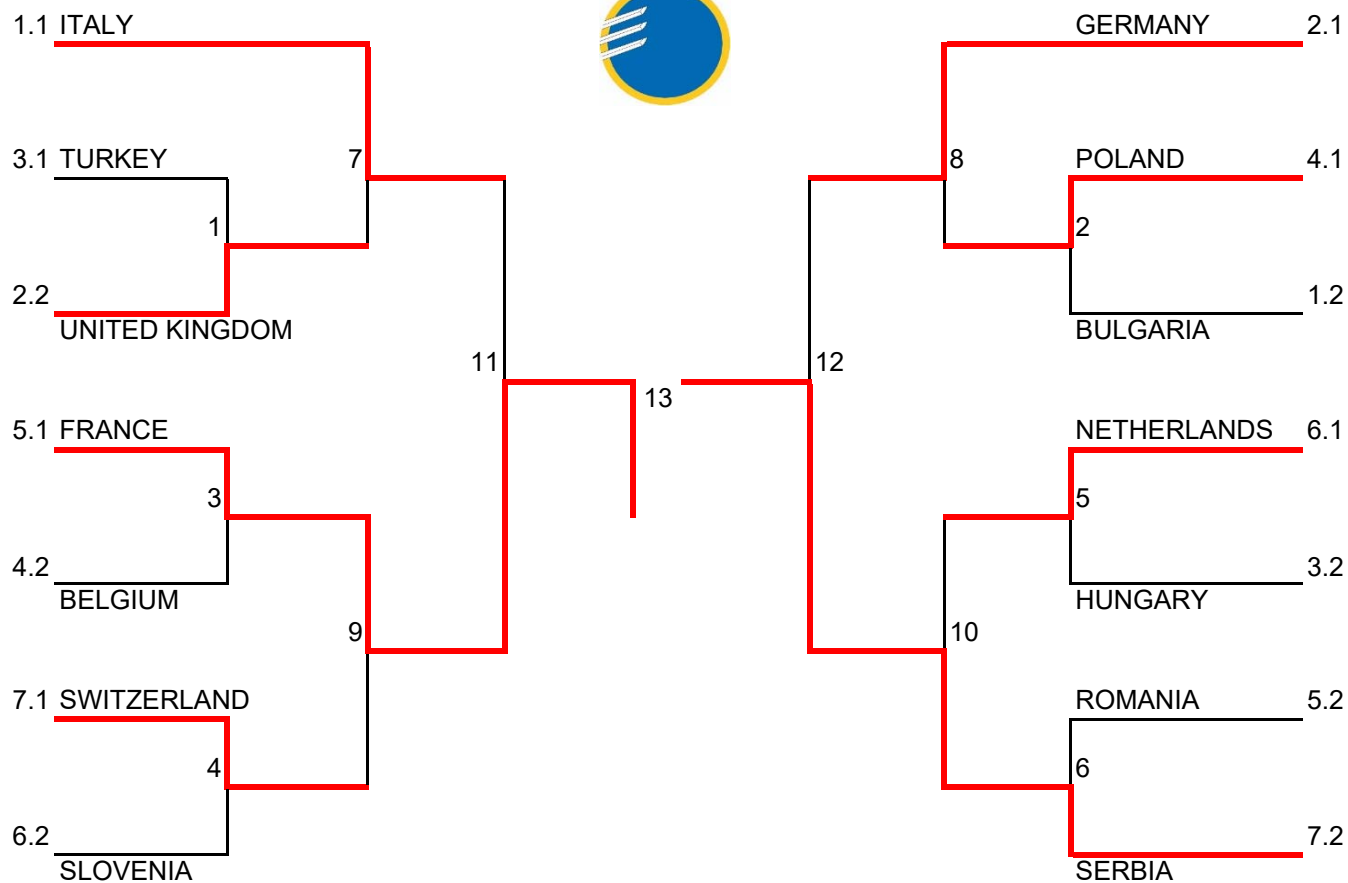 1.1 ITALY
GERMANY 2.1
3.1 TURKEY
7
8
POLAND 4.1
1
2
2.2
1.2
UNITED KINGDOM
BULGARIA
11
12
13
5.1 FRANCE
NETHERLANDS 6.1
3
5
4.2
3.2
BELGIUM
HUNGARY
9
10
7.1 SWITZERLAND
ROMANIA 5.2
4
6
6.2
7.2
SLOVENIA
SERBIA